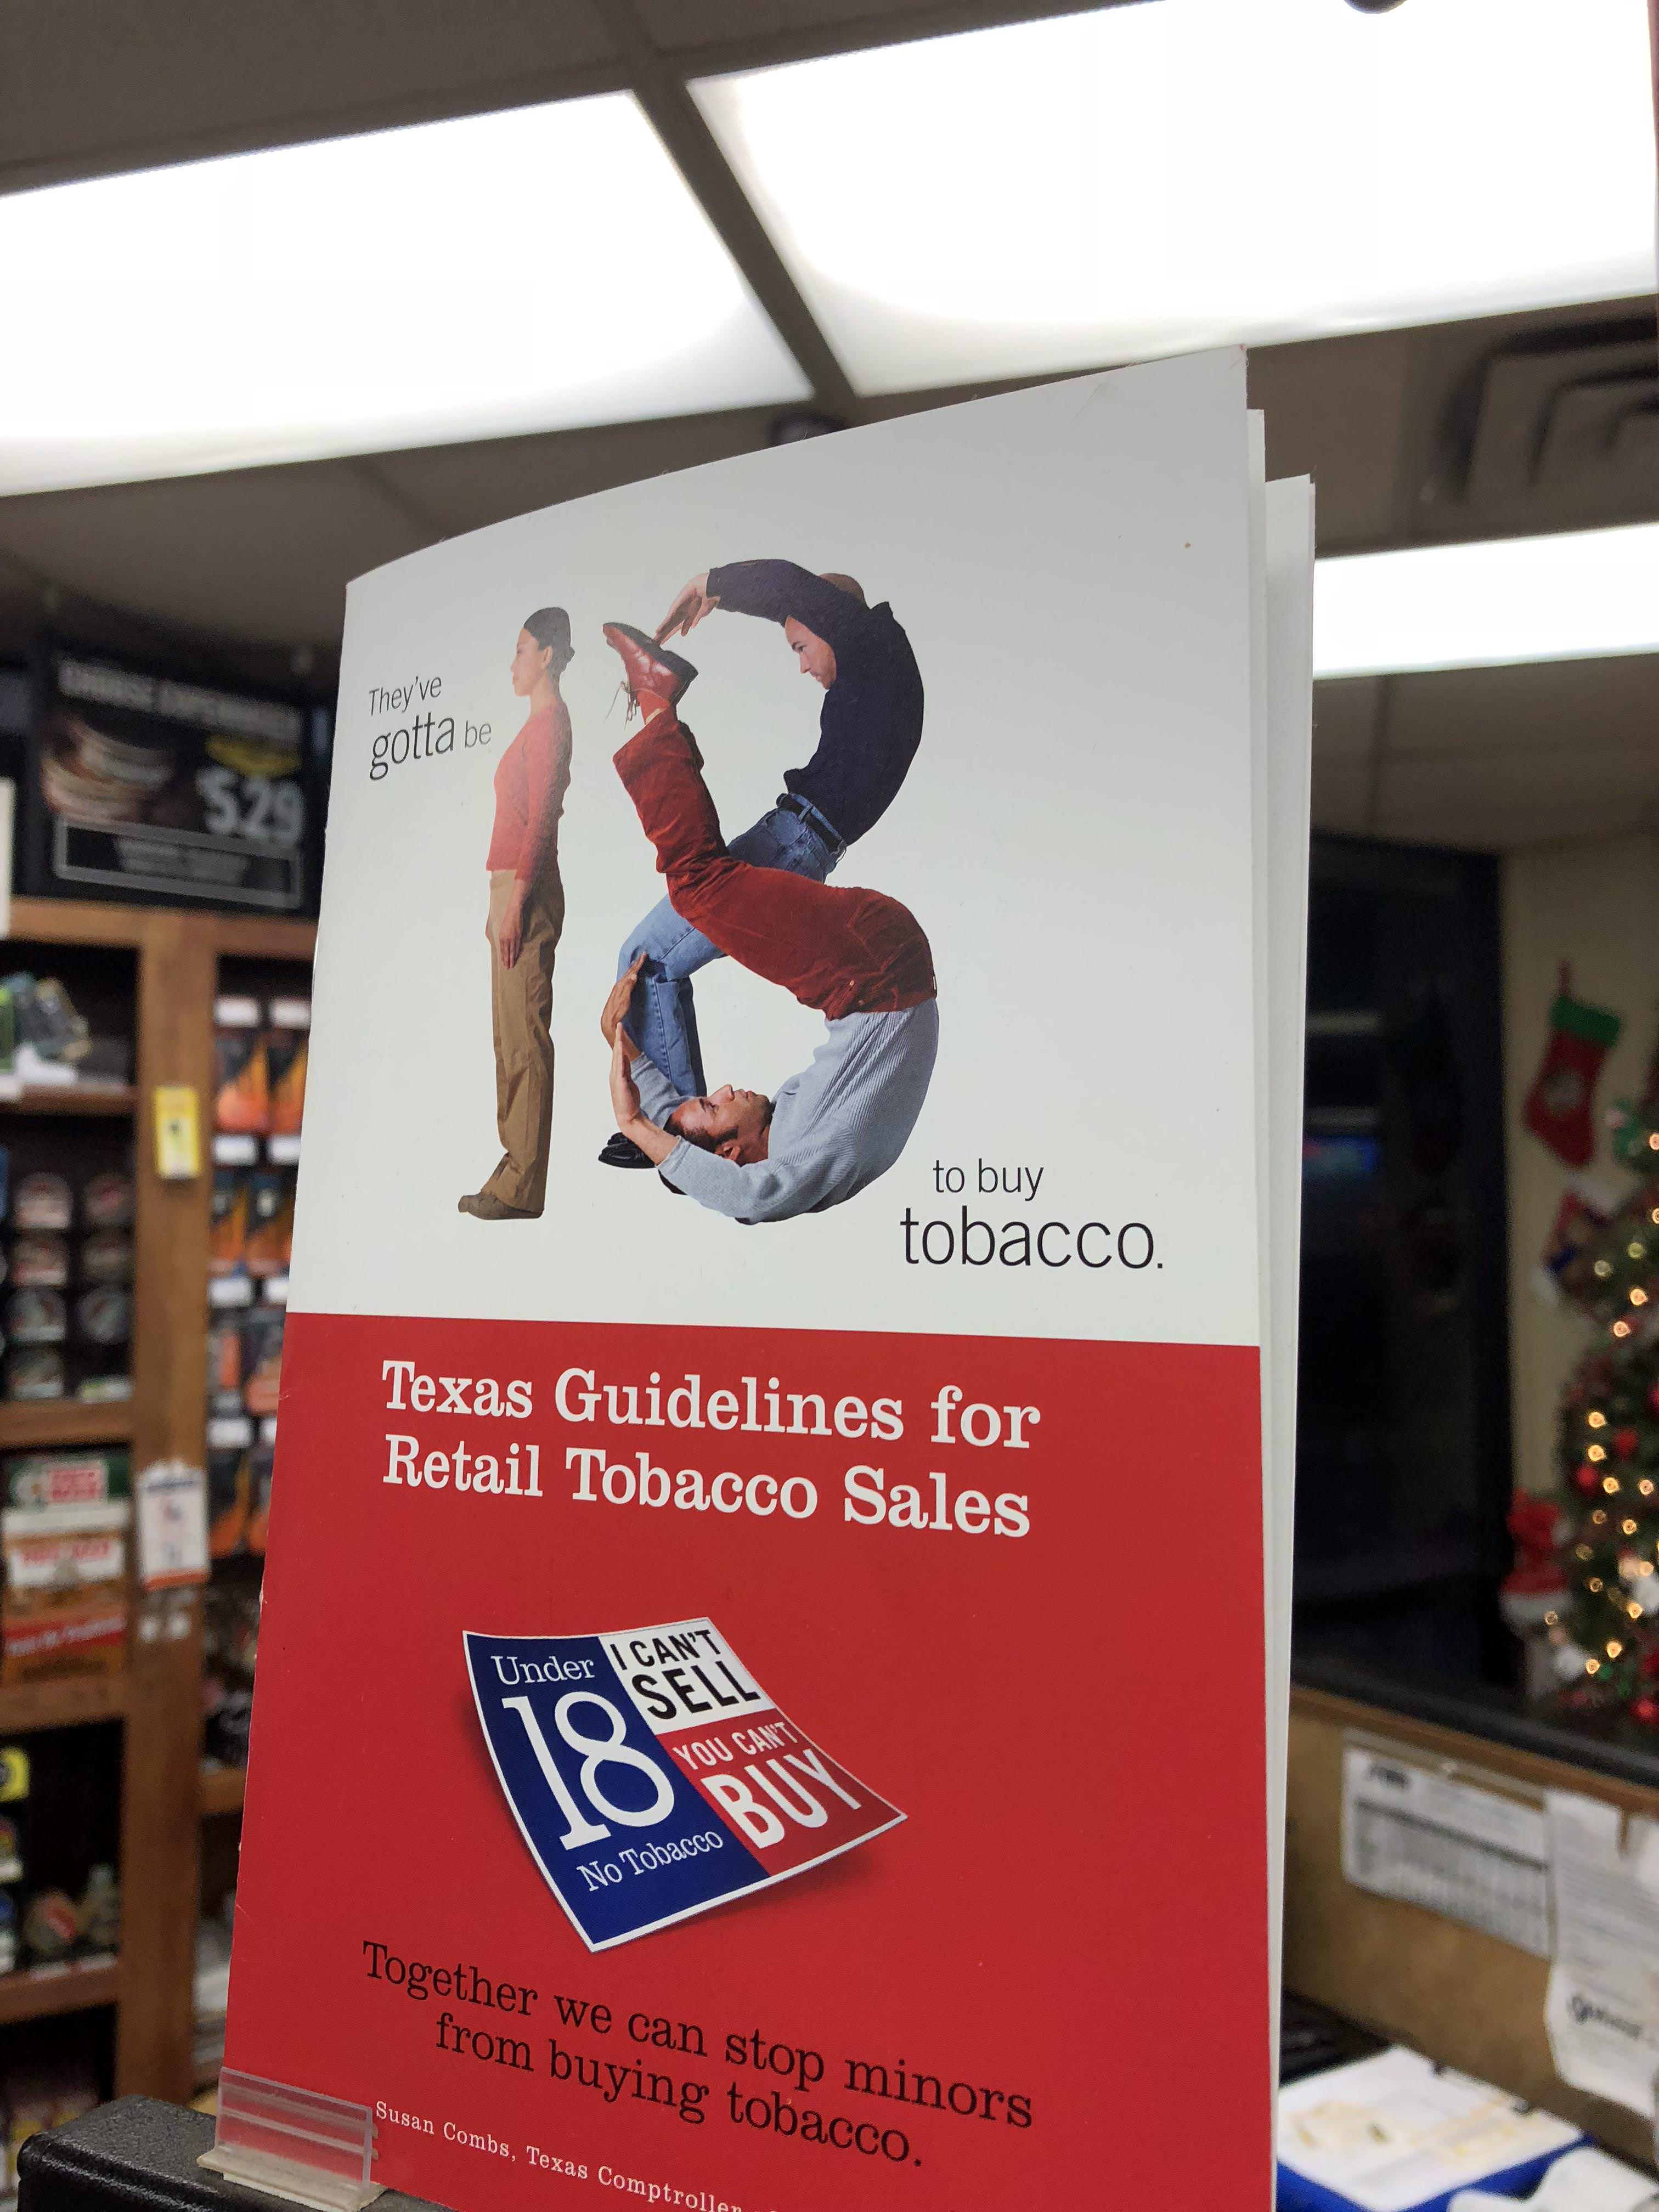 They've
gotta be
18
to buy
tobacco.
Texas Guidelines for
Retail Tobacco Sales
Under
18
No Tobacco
I CAN'T
SELL
YOU CAN'T
BUY
Together we can stop minors
from buying tobacco.
Susan Combs, Texas Comptroller
5.29